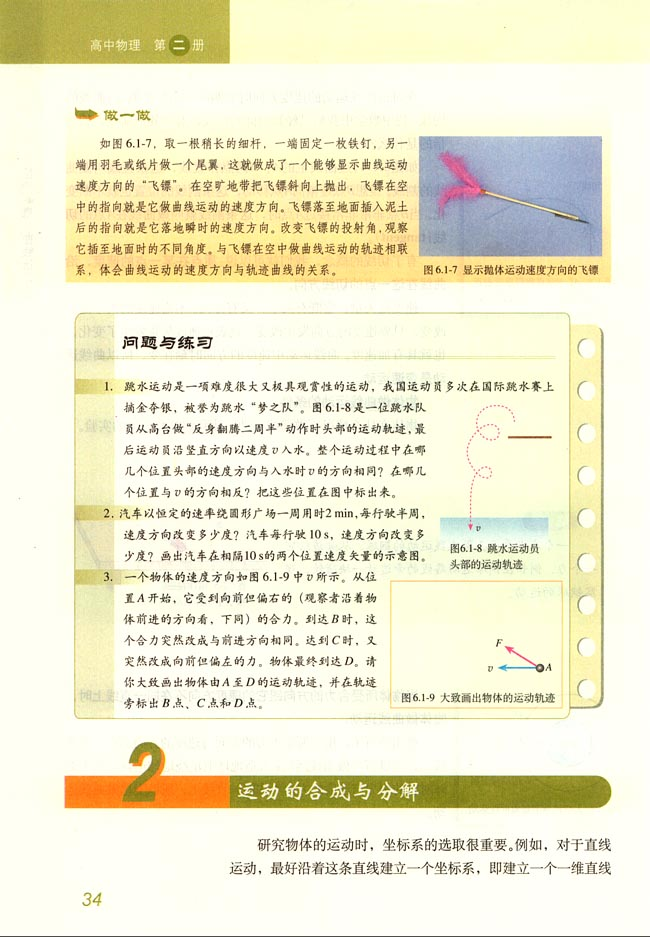 高中物理 第二册
做一做
如图 6.1-7，取一根稍长的细杆，一端固定一枚铁钉，另一
端用羽毛或纸片做一个尾翼，这就做成了一个能够显示曲线运动
速度方向的“飞镖”。在空旷地带把飞镖斜向上抛出，飞镖在空
中的指向就是它做曲线运动的速度方向。飞镖落至地面插入泥土
后的指向就是它落地瞬时的速度方向。改变飞镖的投射角，观察
它插至地面时的不同角度。与飞镖在空中做曲线运动的轨迹相联
系，体会曲线运动的速度方向与轨迹曲线的关系。
图 6.1-7 显示抛体运动速度方向的飞镖
问题与练习
1. 跳水运动是一项难度很大又极具观赏性的运动，我国运动员多次在国际跳水赛上
摘金夺银，被誉为跳水“梦之队”。图 6.1-8 是一位跳水队
员从高台做“反身翻腾二周半”动作时头部的运动轨迹，最
后运动员沿竖直方向以速度 v 入水。整个运动过程中在哪
几个位置头部的速度方向与入水时 v 的方向相同？在哪几
个位置与 v 的方向相反？把这些位置在图中标出来。
v
图6.1-8 跳水运动员
头部的运动轨迹
2. 汽车以恒定的速率绕圆形广场一周用时2 min，每行驶半周，
速度方向改变多少度？汽车每行驶 10 s，速度方向改变多
少度？画出汽车在相隔10 s的两个位置速度矢量的示意图。
3. 一个物体的速度方向如图 6.1-9 中 v 所示。从位
置 A 开始，它受到向前但偏右的（观察者沿着物
体前进的方向看，下同）的合力。到达 B 时，这
个合力突然改成与前进方向相同。达到 C 时，又
突然改成向前但偏左的力。物体最终到达 D。请
你大致画出物体由 A 至 D 的运动轨迹，并在轨迹
旁标出 B 点、C 点和 D 点。
F
v
A
图 6.1-9 大致画出物体的运动轨迹
2
运动的合成与分解
研究物体的运动时，坐标系的选取很重要。例如，对于直线
运动，最好沿着这条直线建立一个坐标系，即建立一个一维直线
34